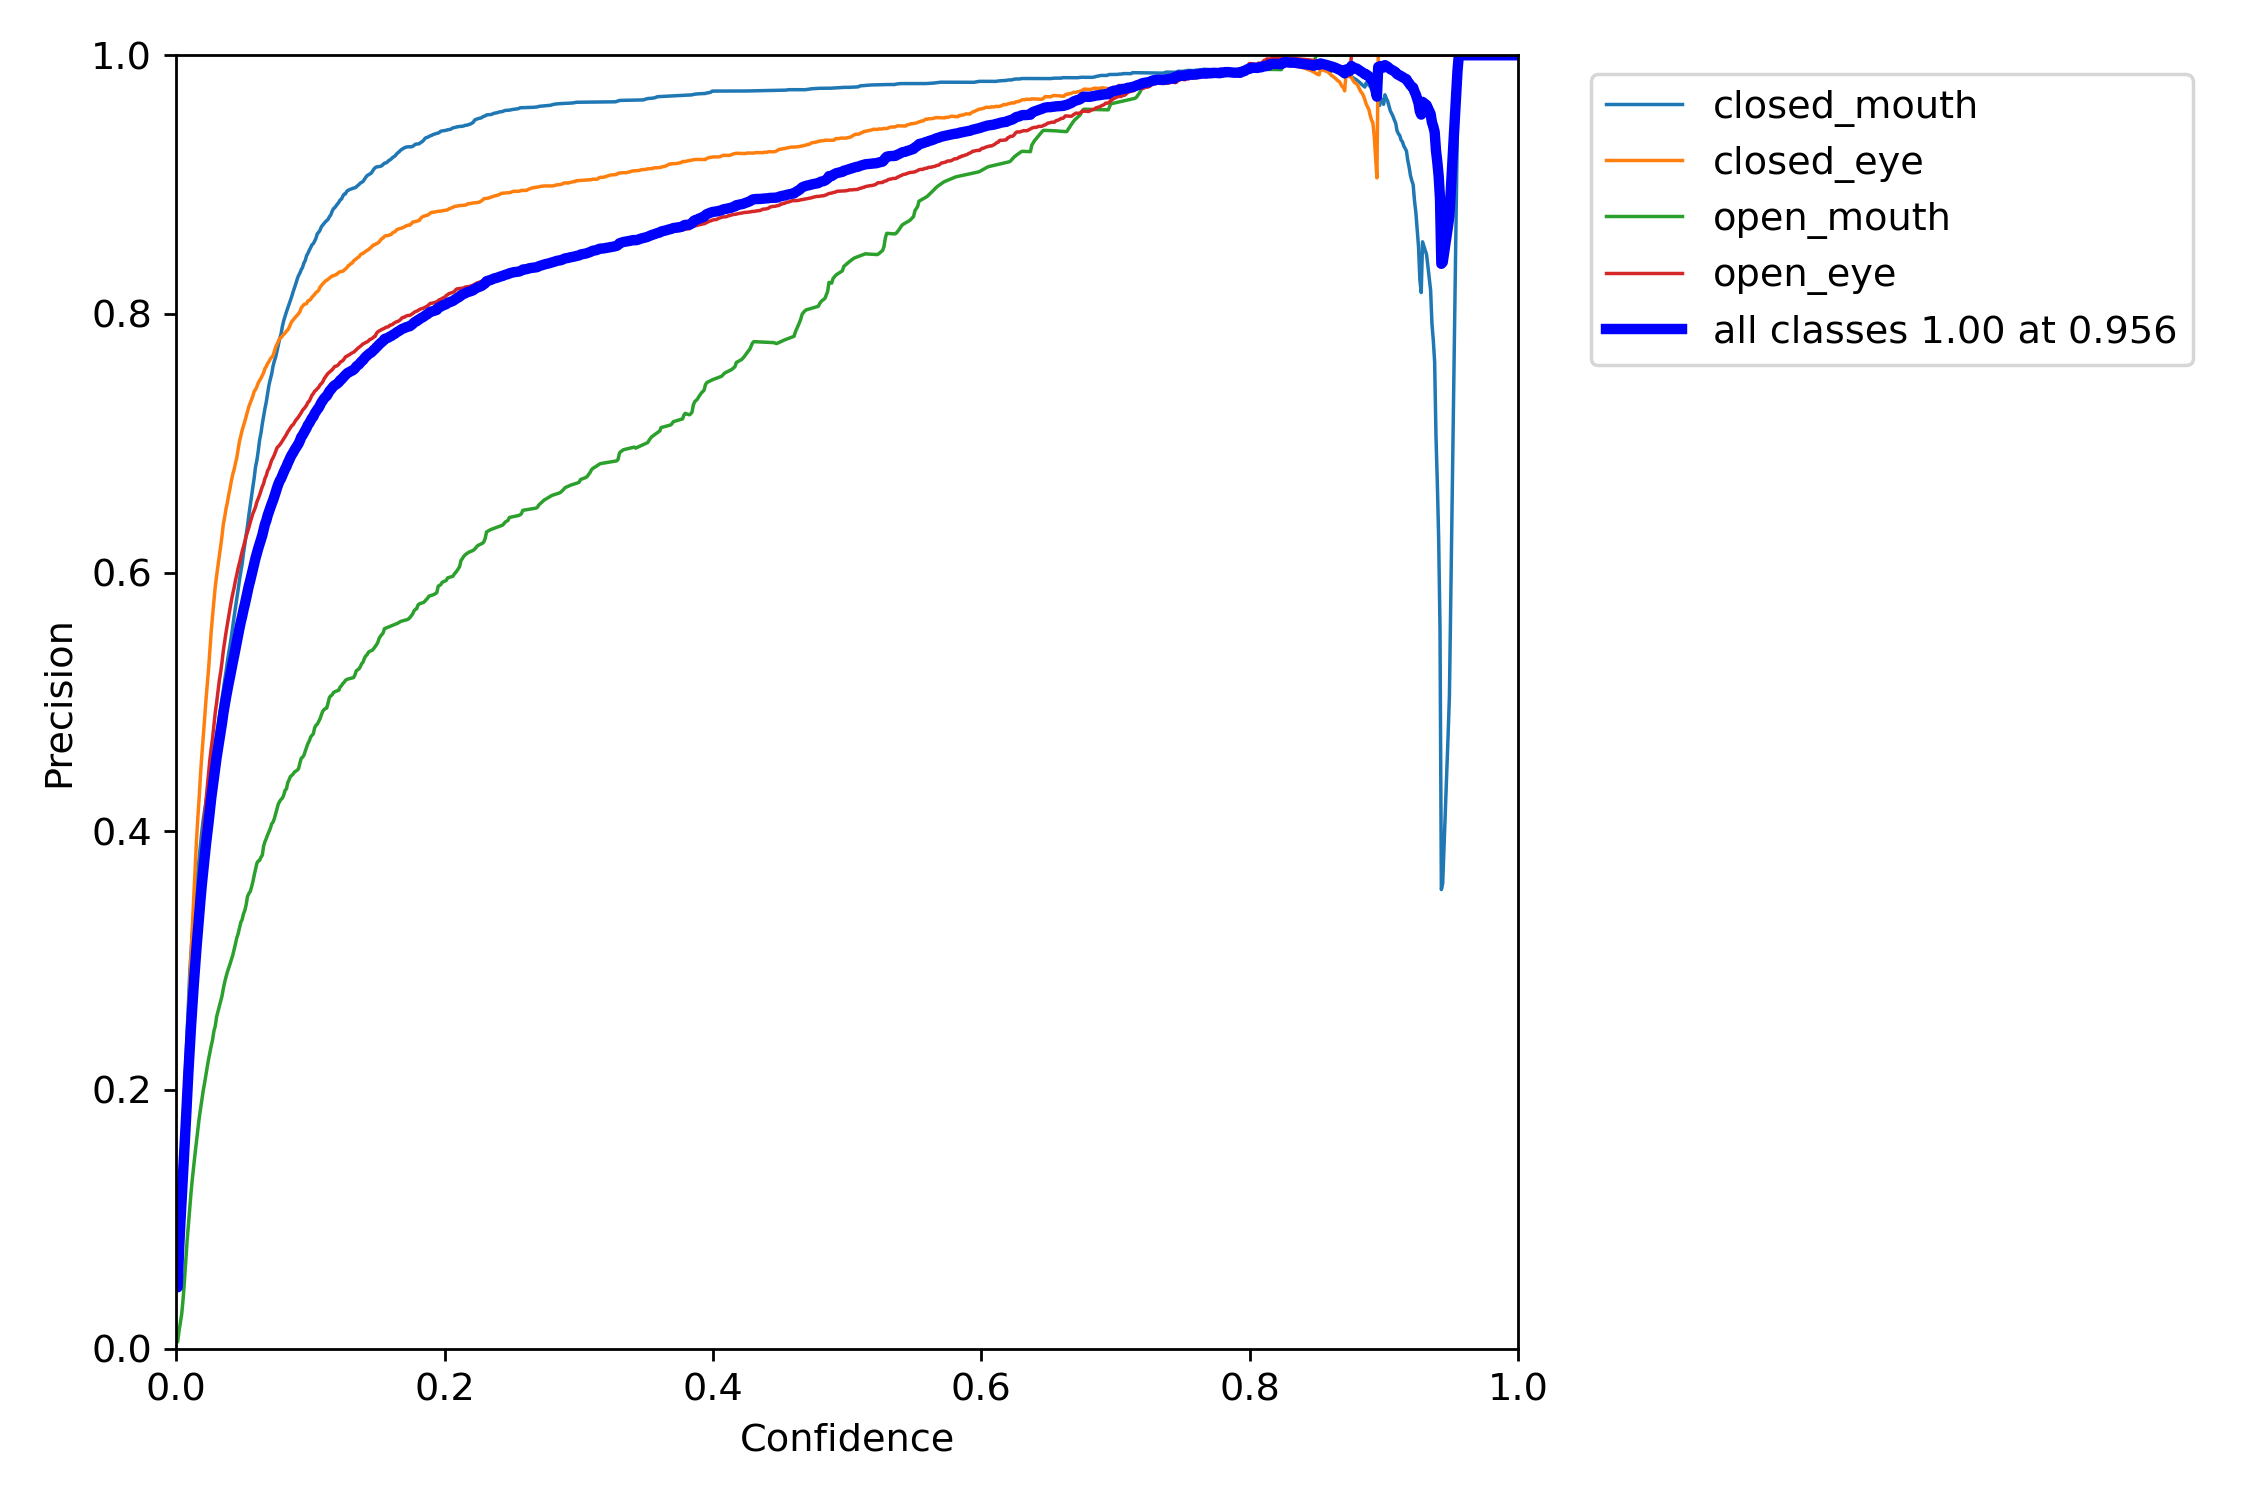 1.0
0.8
0.6
0.4
0.2
0.0
Precision
0.0 0.2 0.4 0.6 0.8 1.0
Confidence
closed_mouth
closed_eye
open_mouth
open_eye
all classes 1.00 at 0.956